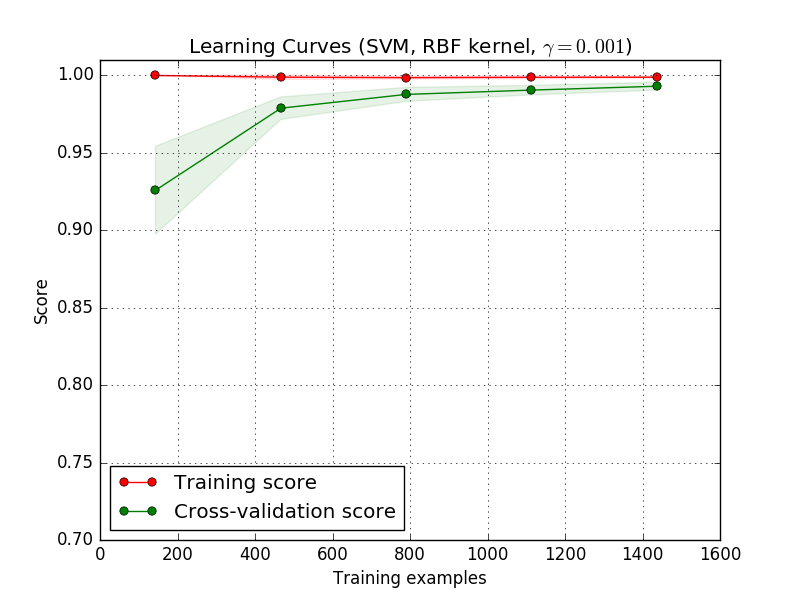 Learning Curves (SVM, RBF kernel, γ = 0.001)
1.00
0.95
0.90
0.85
0.80
0.75
0.70
Score
Training score
Cross-validation score
0 200 400 600 800 1000 1200 1400 1600
Training examples